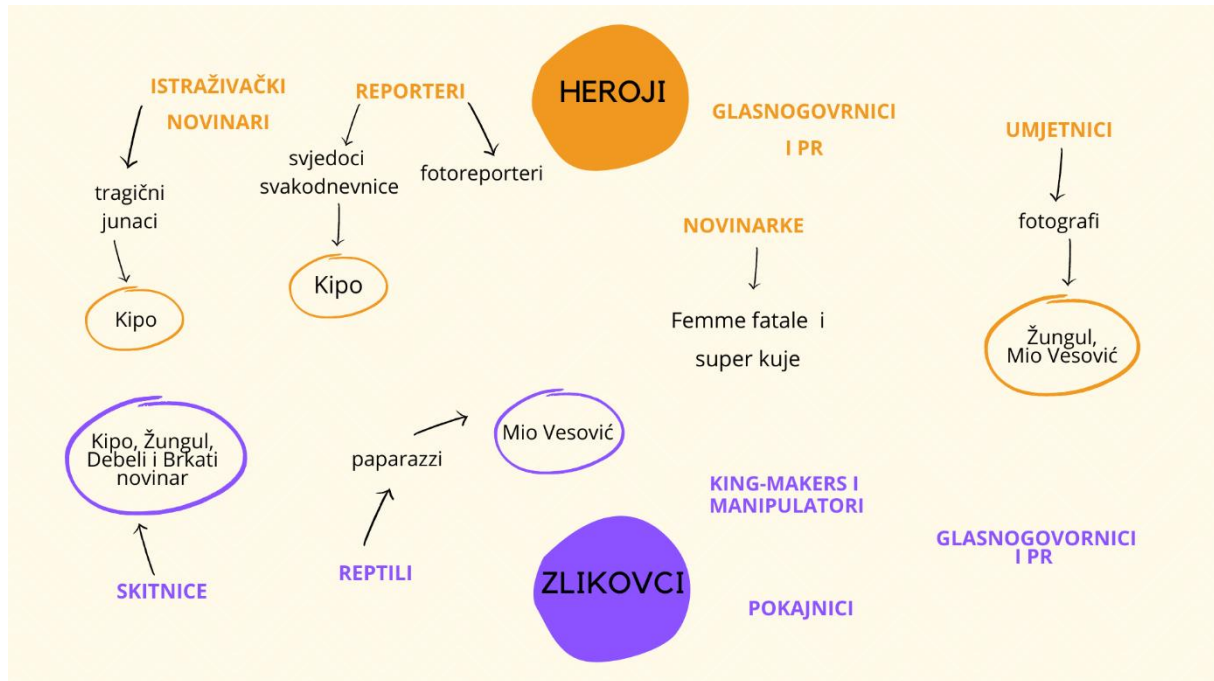 HEROJI
ISTRAŽIVAČKI
NOVINARI
tragični
junaci
Kipo
REPORTERI
svjedoci
svakodnevnice
fotoreporteri
Kipo
GLASNOGOVRNICI
I PR
NOVINARKE
Femme fatale i
super kuje
UMJETNICI
fotografi
Žungul,
Mio Vesović
Kipo, Žungul,
Debeli i Brkati
novinar
SKITNICE
Mio Vesović
paparazzi
REPTILI
ZLIKOVCI
KING-MAKERS I
MANIPULATORI
POKAJNICI
GLASNOGOVORNICI
I PR